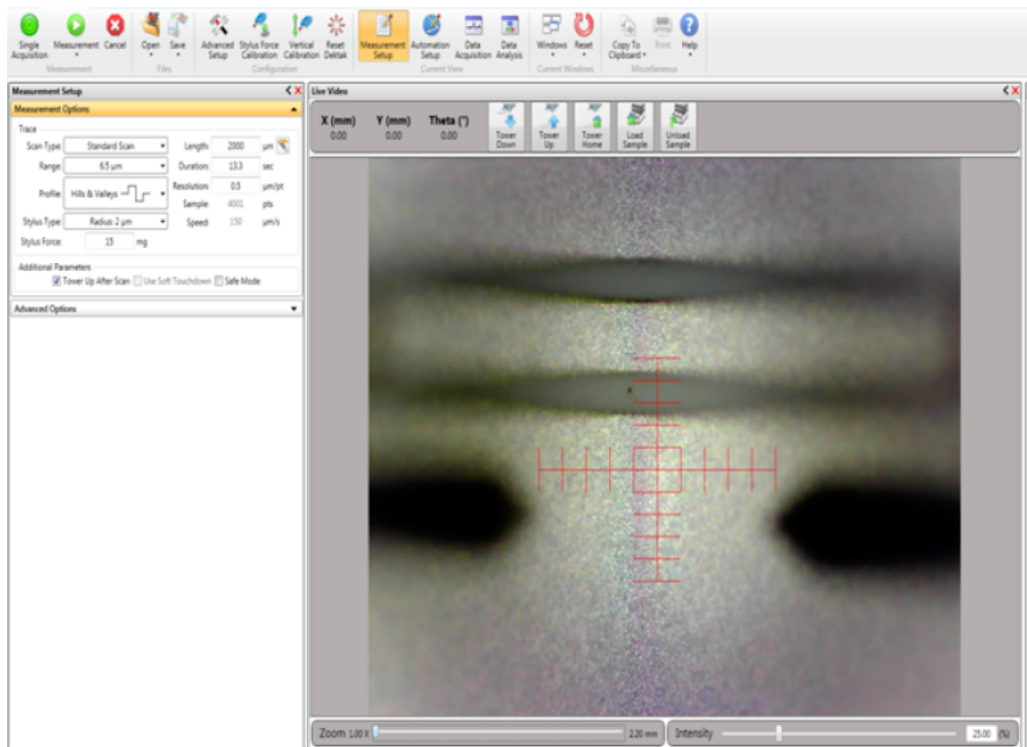 Single Acquisition
Measurement
Cancel
Open
Save
Advanced Setup
Stylus Force Calibration
Vertical Calibration
Reset Dektak
Measurement Setup
Automation Setup
Data Acquisition
Data Analysis
Windows
Reset
Copy To Clipboard
Print
Help
Measurement
Files
Configuration
Current View
Current Windows
Miscellaneous
Measurement Setup
Measurement Options
Trace
Scan Type: Standard Scan Length: 2000 µm
Range: 65 µm Duration: 13.3 sec
Profile: Hills & Valleys Resolution: 0.5 µm/pt
Sample: 4001 pts
Stylus Type: Radius: 2 µm Speed: 150 µm/s
Stylus Force: 15 mg
Additional Parameters
Tower Up After Scan Use Soft Touchdown Safe Mode
Advanced Options
Live Video
X (mm) Y (mm) Theta (°)
0.00 0.00 0.00
Tower Down
Tower Up
Tower Home
Load Sample
Unload Sample
Zoom 1.00 X 2.20 mm Intensity 25.00 (%)